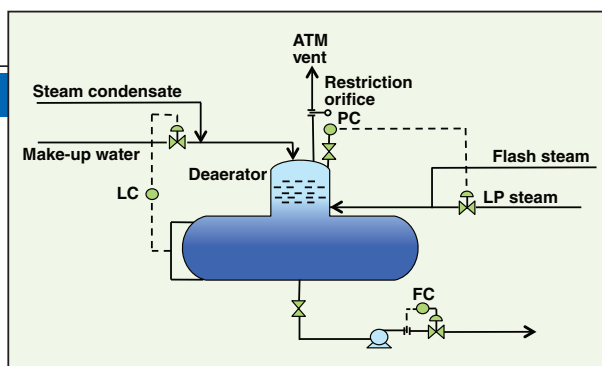 ATM
vent
Steam condensate
Restriction
orifice
PC
Make-up water
Deaerator
Flash steam
LC
LP steam
FC